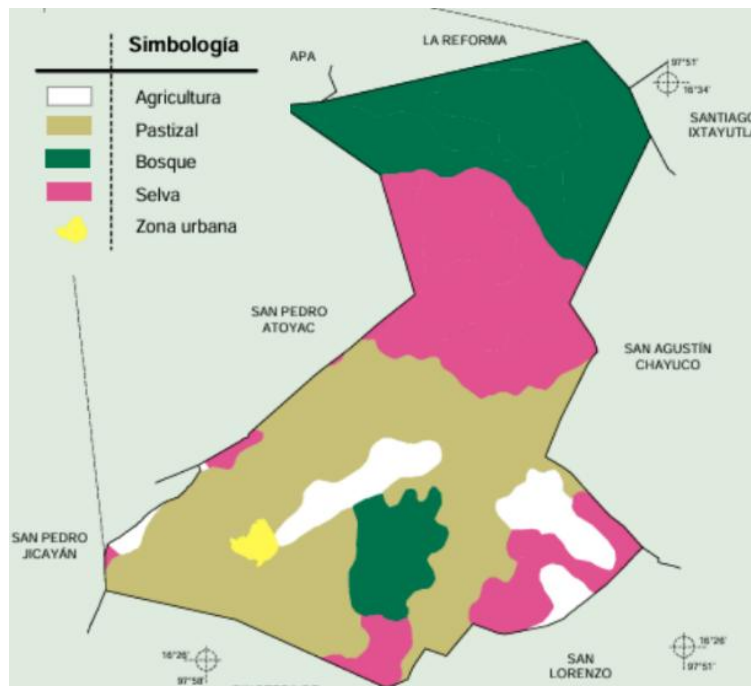 Simbología
Agricultura
Pastizal
Bosque
Selva
Zona urbana
APA
LA REFORMA
97°51'
16°34'
SANTIAGO
IXTAYUTLA
SAN PEDRO
ATOYAC
SAN AGUSTÍN
CHAYUCO
SAN PEDRO
JICAYÁN
16°26'
97°58'
SAN
LORENZO
16°26'
97°51'